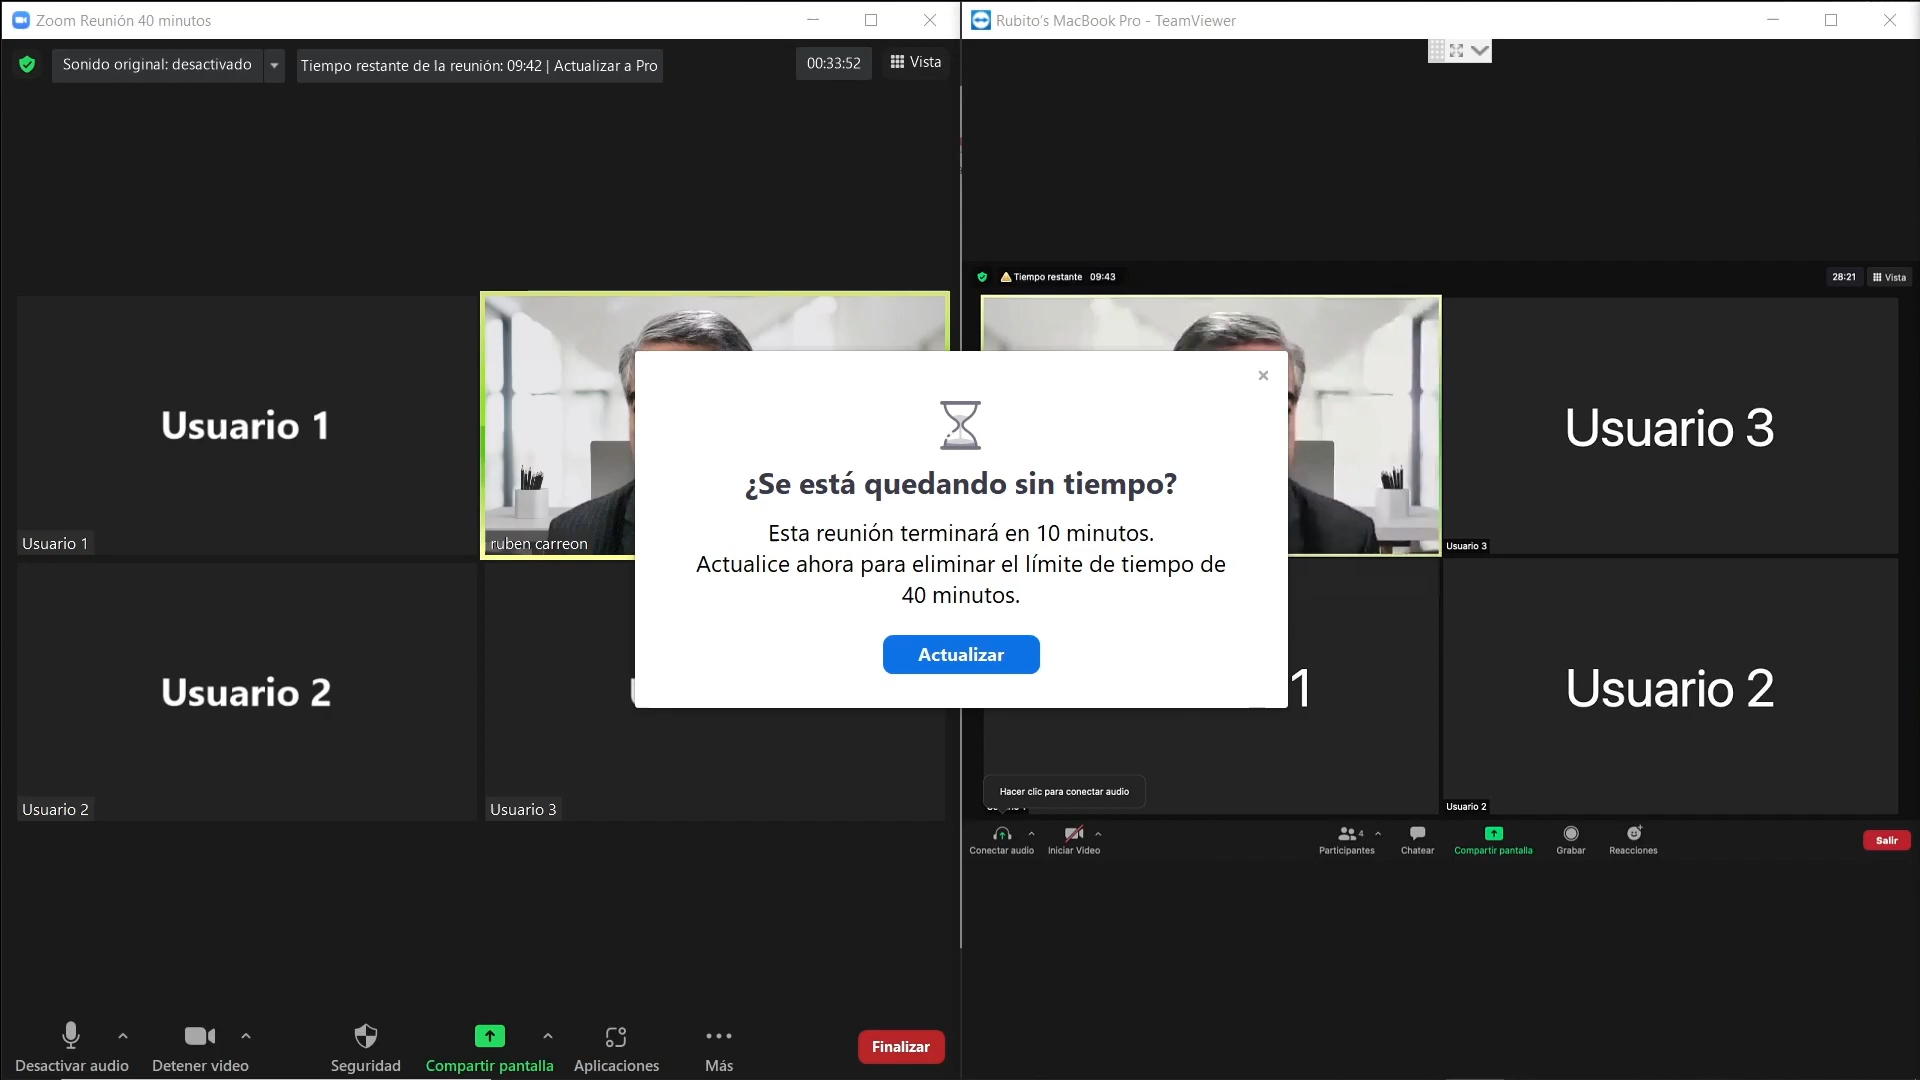 Zoom Reunión 40 minutos
Rubito's MacBook Pro - TeamViewer
Sonido original: desactivado
Tiempo restante de la reunión: 09:42 | Actualizar a Pro
00:33:52
Vista
Tiempo restante 09:43
28:21
Vista
Usuario 1
Usuario 1
ruben carreon
Usuario 3
Usuario 3
¿Se está quedando sin tiempo?
Esta reunión terminará en 10 minutos.
Actualice ahora para eliminar el límite de tiempo de
40 minutos.
Actualizar
Usuario 2
Usuario 2
Usuario 3
1
Usuario 2
Usuario 2
Hacer clic para conectar audio
Conectar audio
Iniciar Video
4
Participantes
Chatear
Compartir pantalla
Grabar
Reacciones
Salir
Desactivar audio
Detener video
Seguridad
Compartir pantalla
Aplicaciones
Más
Finalizar